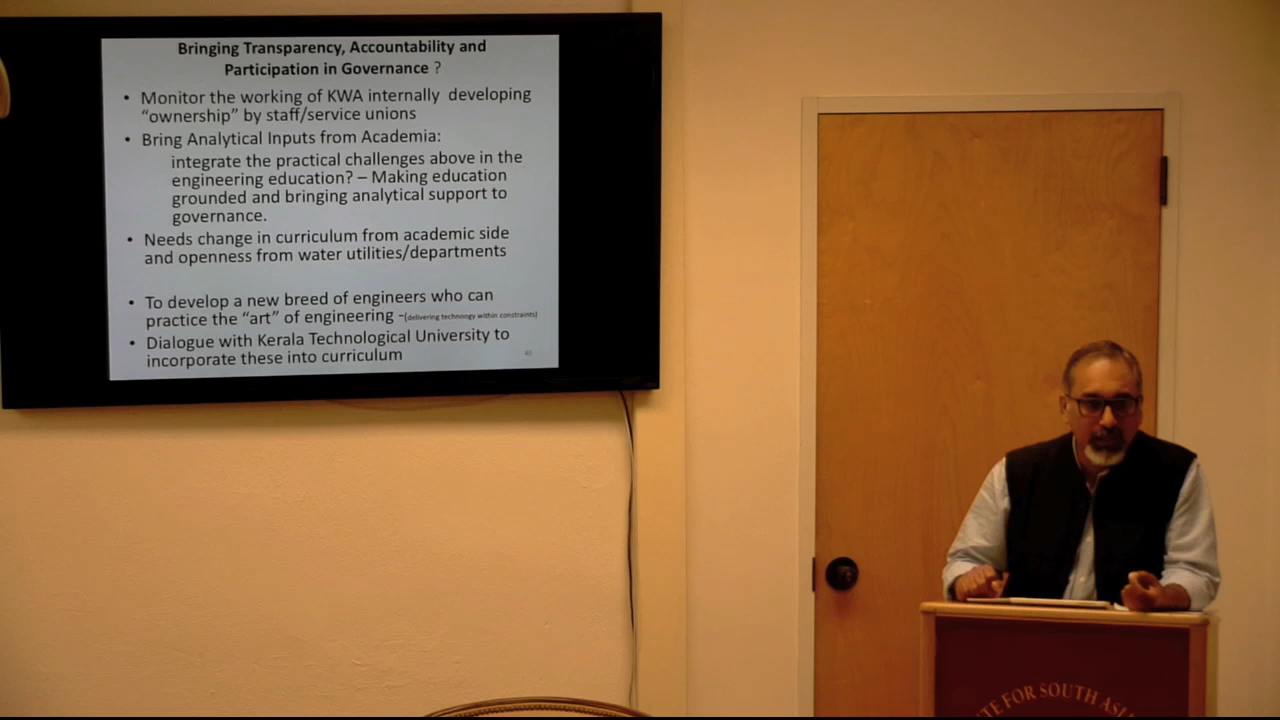 Bringing Transparency, Accountability and
Participation in Governance ?
• Monitor the working of KWA internally developing
“ownership” by staff/service unions
• Bring Analytical Inputs from Academia:
integrate the practical challenges above in the
engineering education? – Making education
grounded and bringing analytical support to
governance.
• Needs change in curriculum from academic side
and openness from water utilities/departments
• To develop a new breed of engineers who can
practice the “art” of engineering –(delivering technongy within constraints)
• Dialogue with Kerala Technological University to
incorporate these into curriculum
40
FOR SOUTH